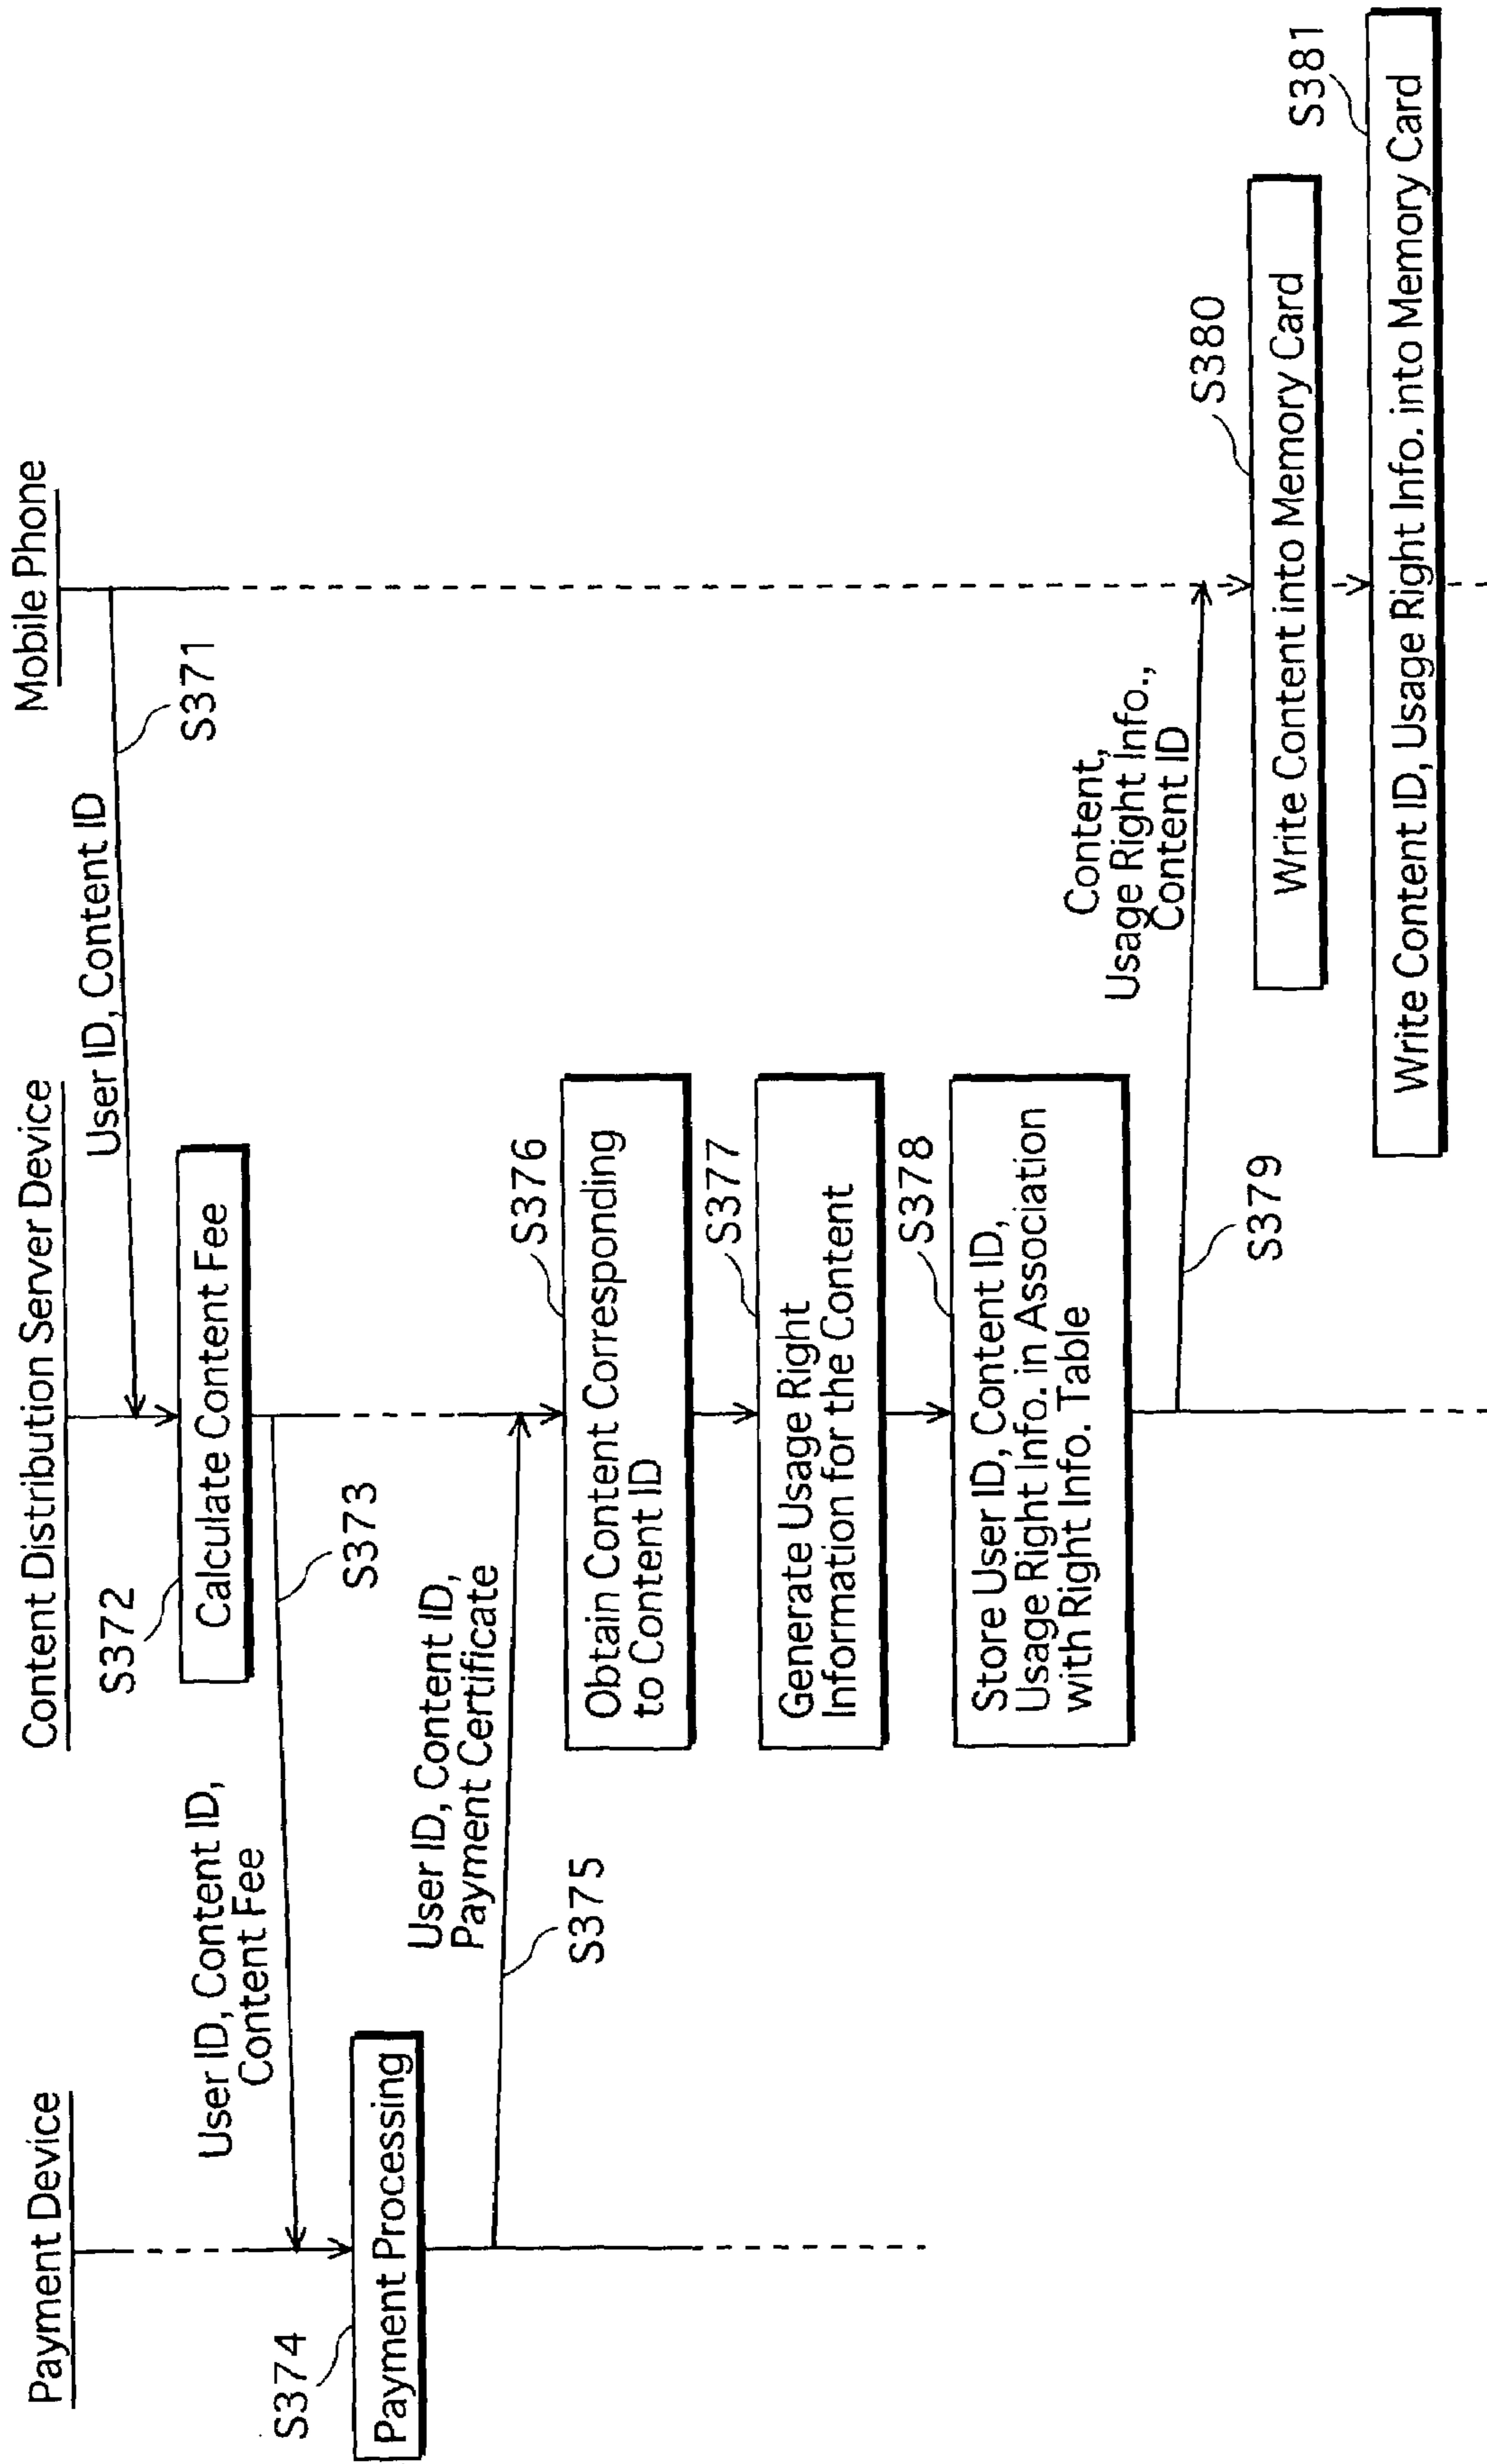 Payment Device
Content Distribution Server Device
Mobile Phone
User ID, Content ID
S371
S372
Calculate Content Fee
User ID, Content ID,
Content Fee
S373
S374
Payment Processing
User ID, Content ID,
Payment Certificate
S375
S376
Obtain Content Corresponding
to Content ID
S377
Generate Usage Right
Information for the Content
S378
Store User ID, Content ID,
Usage Right Info. in Association
with Right Info. Table
Content,
Usage Right Info.,
Content ID
S379
S380
Write Content into Memory Card
S381
Write Content ID, Usage Right Info. into Memory Card